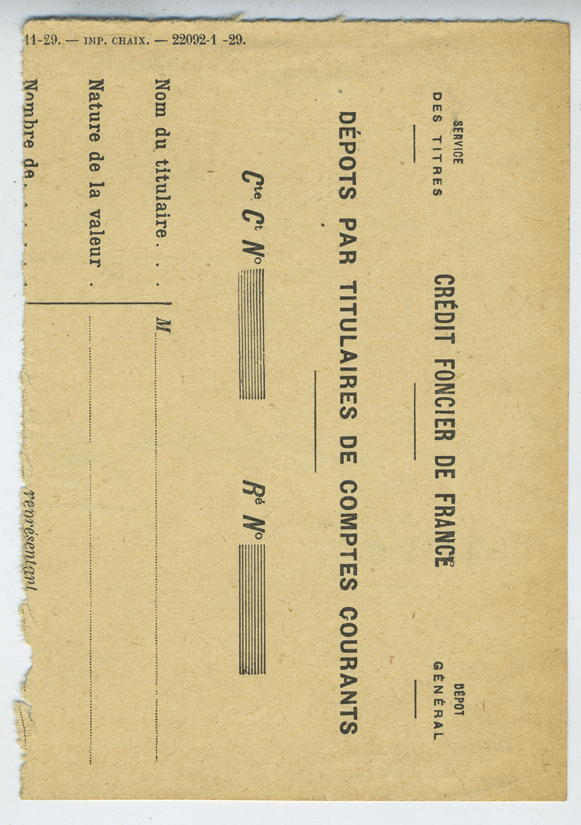 SERVICE
DES TITRES
CRÉDIT FONCIER DE FRANCE
DÉPOT
GÉNÉRAL
DÉPOTS PAR TITULAIRES DE COMPTES COURANTS
Cte Ct No Ré No
Nom du titulaire . . . M
Nature de la valeur .
Nombre de. . . . . . représentant
11-29. — IMP. CHAIX. — 22092-1 -29.